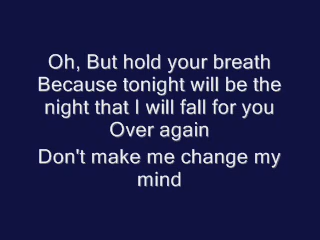 Oh, But hold your breath
Because tonight will be the
night that I will fall for you
Over again
Don't make me change my
mind